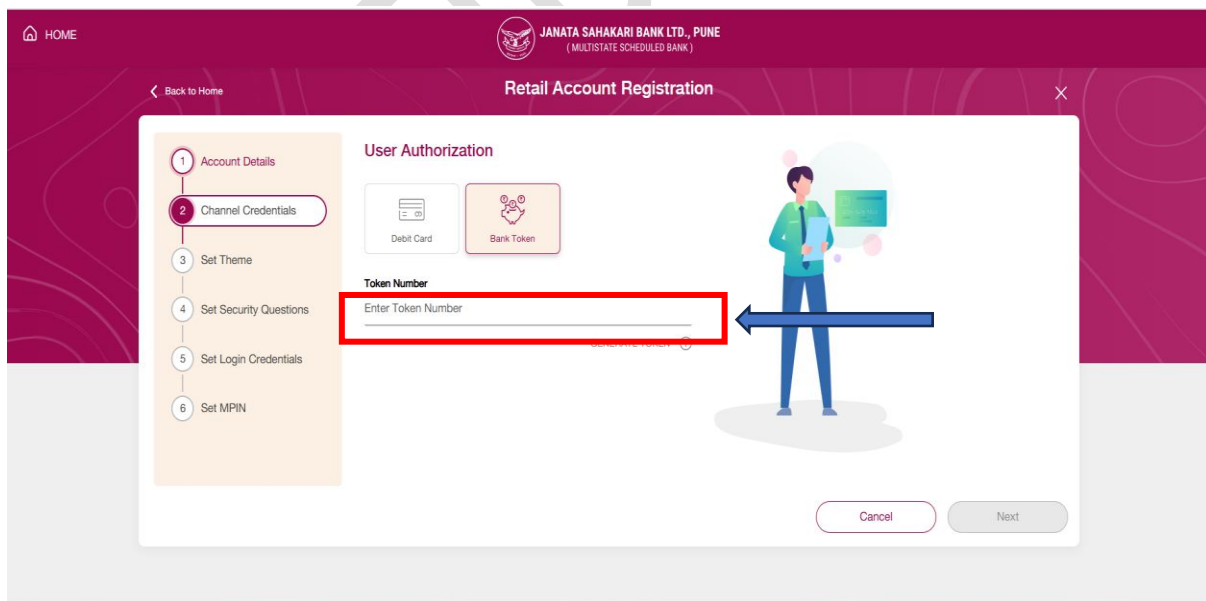 HOME
JANATA SAHAKARI BANK LTD., PUNE
( MULTISTATE SCHEDULED BANK )
Back to Home
Retail Account Registration
X
1 Account Details
2 Channel Credentials
3 Set Theme
4 Set Security Questions
5 Set Login Credentials
6 Set MPIN
User Authorization
Debit Card
Bank Token
Token Number
Enter Token Number
GENERATE TOKEN
Cancel
Next